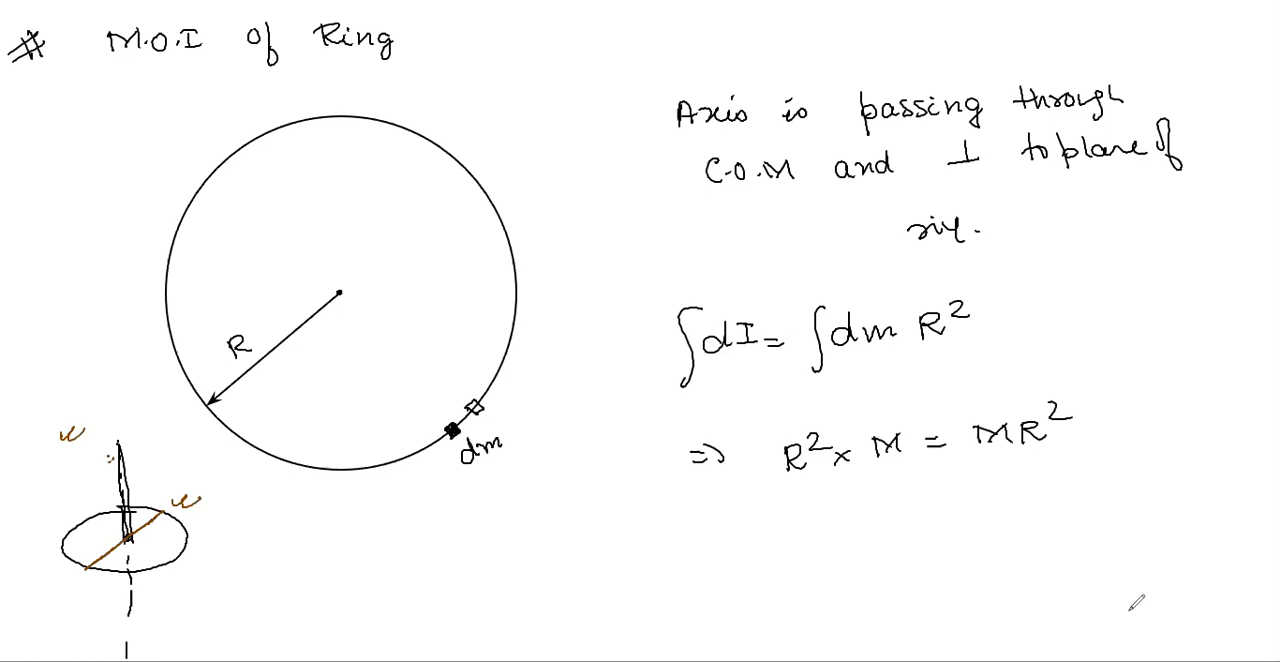 # M.O.I of Ring
Axis is passing through
C.O.M and ⊥ to plane of
∫dI = ∫dm R²
R
dm
=> R² x M = MR²